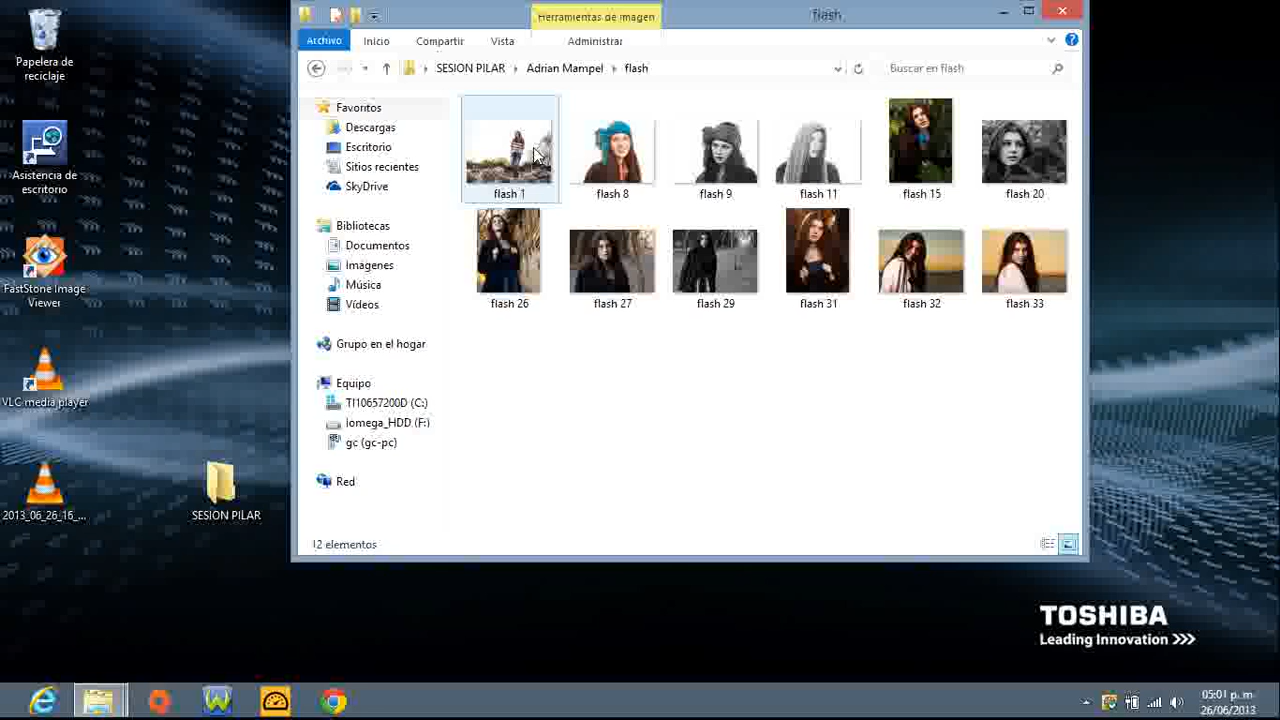 Papelera de
reciclaje
Asistencia de
escritorio
FastStone Image
Viewer
VLC media player
2013_06_26_16_...
SESION PILAR
Herramientas de imagen
flash
Archivo
Inicio
Compartir
Vista
Administrar
SESION PILAR
Adrian Mampel
flash
Buscar en flash
Favoritos
Descargas
Escritorio
Sitios recientes
SkyDrive
Bibliotecas
Documentos
Imágenes
Música
Vídeos
Grupo en el hogar
Equipo
TI10657200D (C:)
iomega_HDD (F:)
gc (gc-pc)
Red
flash 1
flash 8
flash 9
flash 11
flash 15
flash 20
flash 26
flash 27
flash 29
flash 31
flash 32
flash 33
12 elementos
TOSHIBA
Leading Innovation >>>
05:01 p. m.
26/06/2013